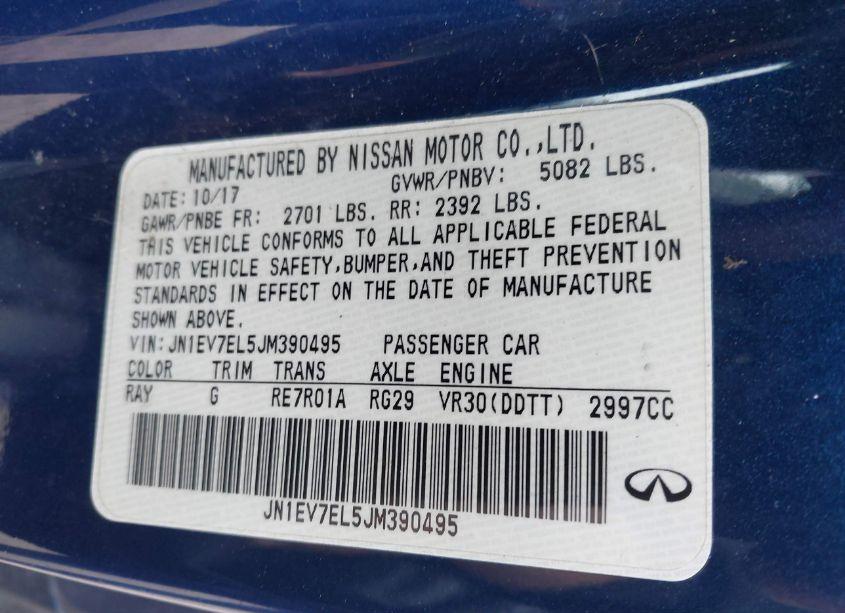 MANUFACTURED BY NISSAN MOTOR CO.,LTD.
DATE: 10/17 GVWR/PNBV: 5082 LBS.
GAWR/PNBE FR: 2701 LBS. RR: 2392 LBS.
THIS VEHICLE CONFORMS TO ALL APPLICABLE FEDERAL
MOTOR VEHICLE SAFETY,BUMPER,AND THEFT PREVENTION
STANDARDS IN EFFECT ON THE DATE OF MANUFACTURE
SHOWN ABOVE.
VIN: JN1EV7EL5JM390495 PASSENGER CAR
COLOR TRIM TRANS AXLE ENGINE
RAY G RE7R01A RG29 VR30(DDTT) 2997CC
JN1EV7EL5JM390495